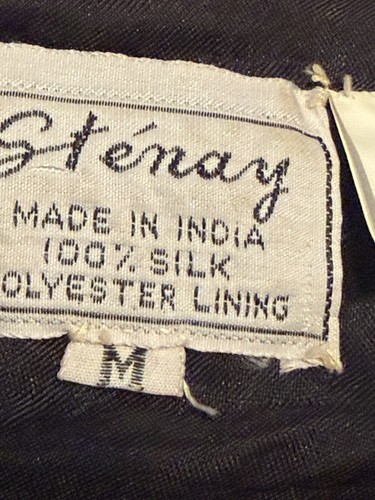 Sténay
MADE IN INDIA
100% SILK
OLYESTER LINING
M